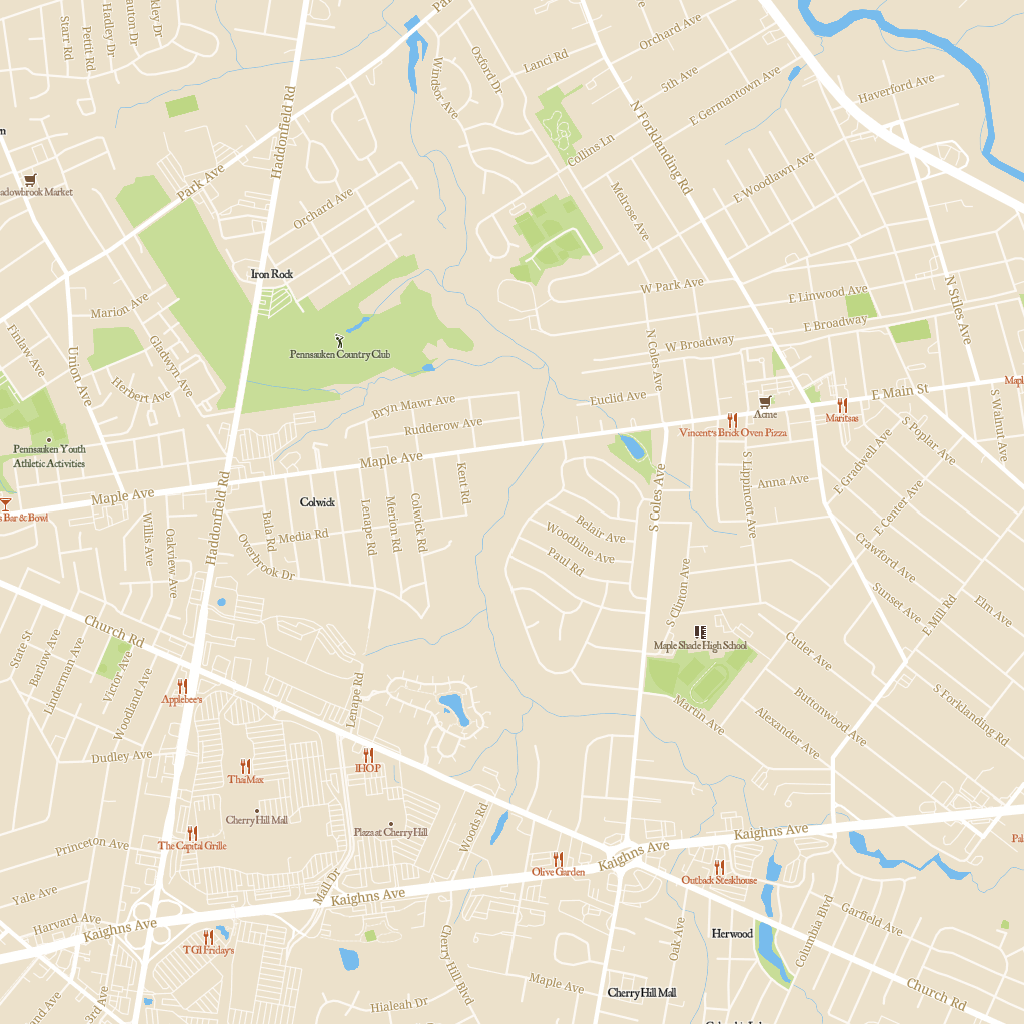 Starr Rd
Pettit Rd
Hadley Dr
Haddonfield Rd
Windsor Ave
Oxford Dr
Lanci Rd
Orchard Ave
5th Ave
E Germantown Ave
Haverford Ave
N Forklanding Rd
Collins Ln
E Woodlawn Ave
Melrose Ave
Park Ave
Orchard Ave
Iron Rock
W Park Ave
E Linwood Ave
E Broadway
N Stiles Ave
Marion Ave
Finlaw Ave
Union Ave
Gladwyn Ave
Herbert Ave
Pennsauken Country Club
N Coles Ave
W Broadway
Euclid Ave
Acme
Maritsas
E Main St
S Walnut Ave
Vincent's Brick Oven Pizza
Bryn Mawr Ave
Rudderow Ave
Maple Ave
Pennsauken Youth
Athletic Activities
Maple Ave
Haddonfield Rd
Colwick
Kent Rd
Lenape Rd
Merion Rd
Colwick Rd
Bala Rd
Media Rd
Overbrook Dr
Willis Ave
Oakview Ave
s Bar & Bowl
S Coles Ave
S Lippincott Ave
Anna Ave
E Gradwell Ave
S Poplar Ave
E Center Ave
Crawford Ave
Sunset Ave
E Mill Rd
Elm Ave
Belair Ave
Woodbine Ave
Paul Rd
S Clinton Ave
Maple Shade High School
Cutler Ave
Buttonwood Ave
Alexander Ave
Martin Ave
S Forklanding Rd
Church Rd
State St
Barlow Ave
Linderman Ave
Victor Ave
Woodland Ave
Applebee's
Lenape Rd
Dudley Ave
ThaiMax
IHOP
Cherry Hill Mall
Plaza at Cherry Hill
The Capital Grille
Woods Rd
Princeton Ave
Yale Ave
Harvard Ave
Kaighns Ave
Mall Dr
Kaighns Ave
Olive Garden
Kaighns Ave
Kaighns Ave
Outback Steakhouse
TGI Friday's
Cherry Hill Blvd
Hialeah Dr
Maple Ave
Oak Ave
Herwood
Columbia Blvd
Garfield Ave
Church Rd
Cherry Hill Mall
3rd Ave